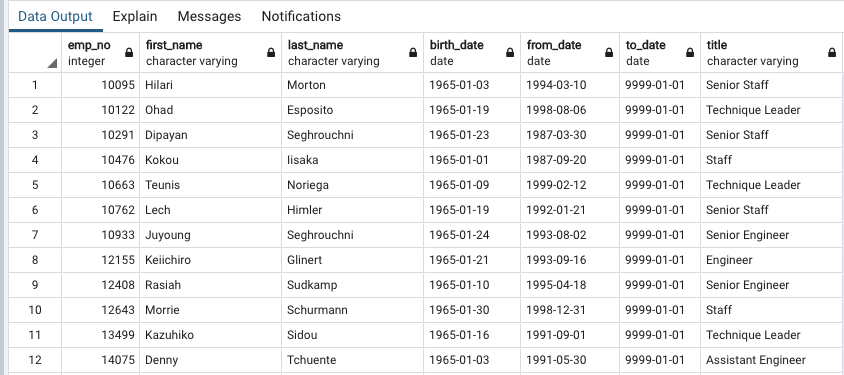 Data Output Explain Messages Notifications
emp_no first_name last_name birth_date from_date to_date title
integer character varying character varying date date date character varying
1 10095 Hilari Morton 1965-01-03 1994-03-10 9999-01-01 Senior Staff
2 10122 Ohad Esposito 1965-01-19 1998-08-06 9999-01-01 Technique Leader
3 10291 Dipayan Seghrouchni 1965-01-23 1987-03-30 9999-01-01 Senior Staff
4 10476 Kokou Iisaka 1965-01-01 1987-09-20 9999-01-01 Staff
5 10663 Teunis Noriega 1965-01-09 1999-02-12 9999-01-01 Technique Leader
6 10762 Lech Himler 1965-01-19 1992-01-21 9999-01-01 Senior Staff
7 10933 Juyoung Seghrouchni 1965-01-24 1993-08-02 9999-01-01 Senior Engineer
8 12155 Keiichiro Glinert 1965-01-21 1993-09-16 9999-01-01 Engineer
9 12408 Rasiah Sudkamp 1965-01-10 1995-04-18 9999-01-01 Senior Engineer
10 12643 Morrie Schurmann 1965-01-30 1998-12-31 9999-01-01 Staff
11 13499 Kazuhiko Sidou 1965-01-16 1991-09-01 9999-01-01 Technique Leader
12 14075 Denny Tchuente 1965-01-03 1991-05-30 9999-01-01 Assistant Engineer